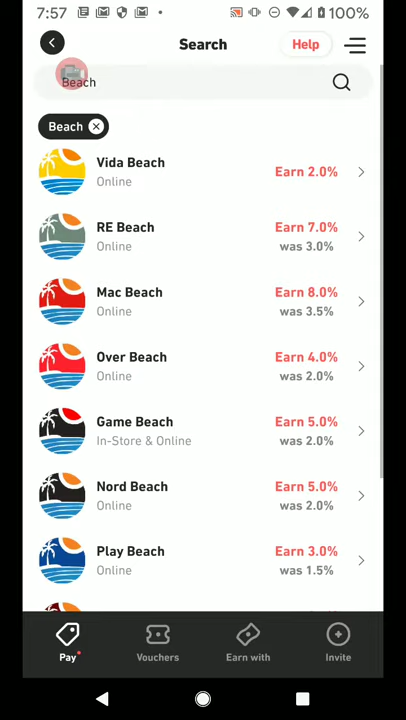 7:57
100%
Search
Help
Beach
Beach
Vida Beach
Online
Earn 2.0%
RE Beach
Online
Earn 7.0%
was 3.0%
Mac Beach
Online
Earn 8.0%
was 3.5%
Over Beach
Online
Earn 4.0%
was 2.0%
Game Beach
In-Store & Online
Earn 5.0%
was 2.0%
Nord Beach
Online
Earn 5.0%
was 2.0%
Play Beach
Online
Earn 3.0%
was 1.5%
Pay
Vouchers
Earn with
Invite